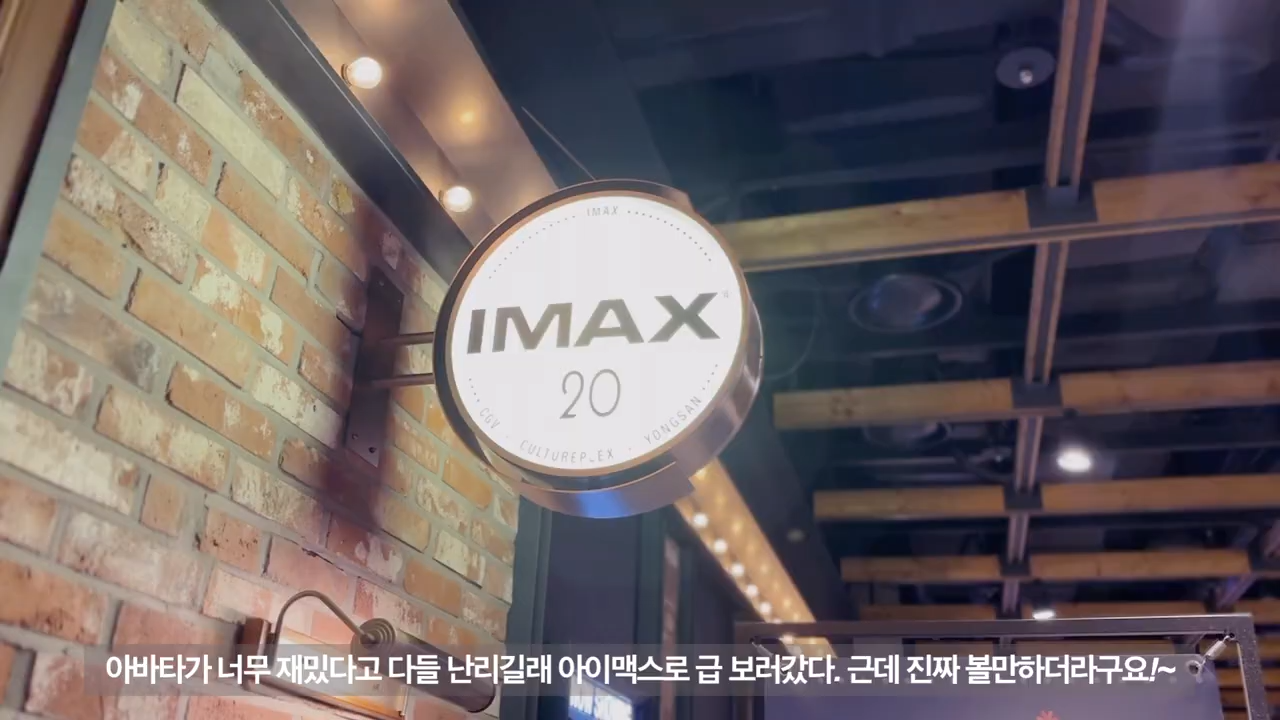 IMAX
IMAX
20
CGV · CULTUREPLEX · YONGSAN
아바타가 너무 재밌다고 다들 난리길래 아이맥스로 급 보러갔다. 근데 진짜 볼만하더라구요!~